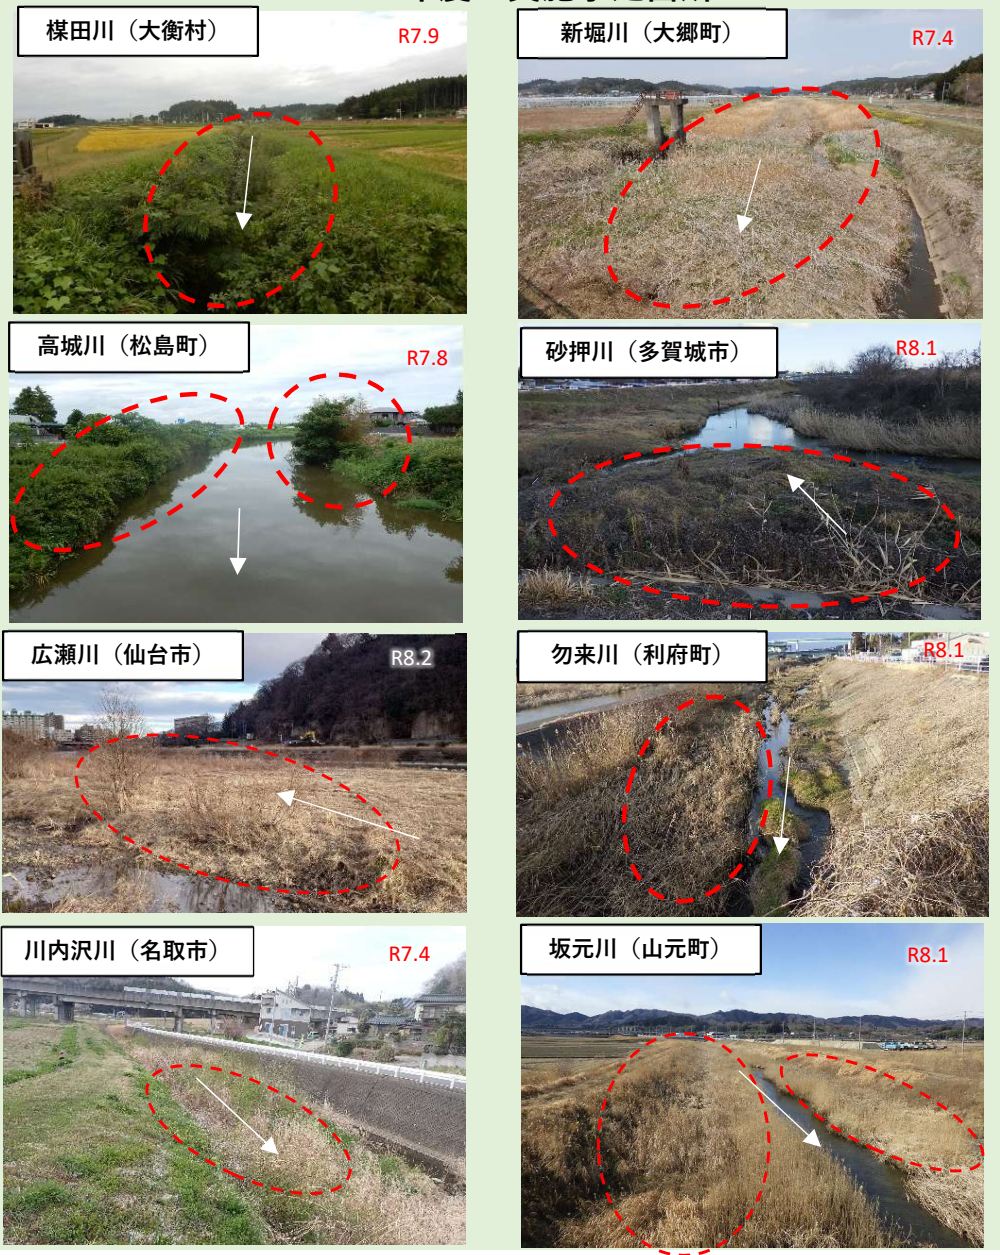 楳田川（大衡村）
R7.9
新堀川（大郷町）
R7.4
高城川（松島町）
R7.8
砂押川（多賀城市）
R8.1
広瀬川（仙台市）
R8.2
勿来川（利府町）
R8.1
川内沢川（名取市）
R7.4
坂元川（山元町）
R8.1